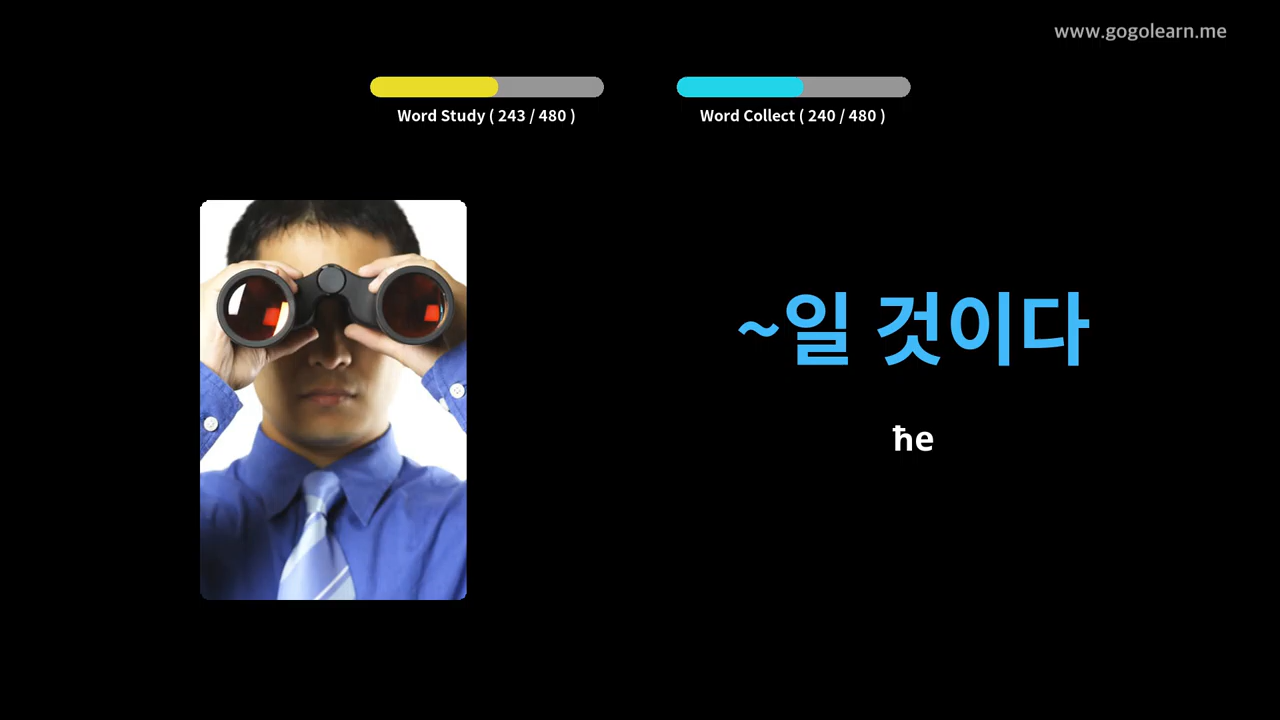 www.gogolearn.me
Word Study ( 243 / 480 )
Word Collect ( 240 / 480 )
~일 것이다
ħe